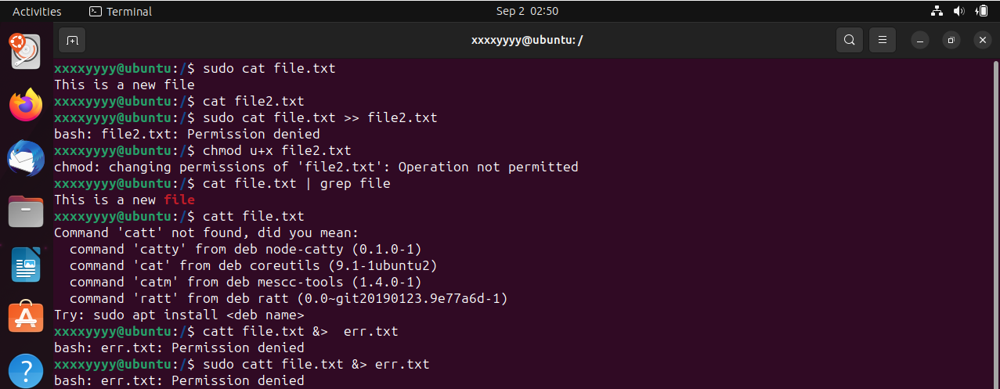 Activities Terminal Sep 2 02:50
xxxxyyyy@ubuntu: /
xxxxyyyy@ubuntu:/$ sudo cat file.txt
This is a new file
xxxxyyyy@ubuntu:/$ cat file2.txt
xxxxyyyy@ubuntu:/$ sudo cat file.txt >> file2.txt
bash: file2.txt: Permission denied
xxxxyyyy@ubuntu:/$ chmod u+x file2.txt
chmod: changing permissions of 'file2.txt': Operation not permitted
xxxxyyyy@ubuntu:/$ cat file.txt | grep file
This is a new file
xxxxyyyy@ubuntu:/$ catt file.txt
Command 'catt' not found, did you mean:
  command 'catty' from deb node-catty (0.1.0-1)
  command 'cat' from deb coreutils (9.1-1ubuntu2)
  command 'catm' from deb mescc-tools (1.4.0-1)
  command 'ratt' from deb ratt (0.0~git20190123.9e77a6d-1)
Try: sudo apt install <deb name>
xxxxyyyy@ubuntu:/$ catt file.txt &>  err.txt
bash: err.txt: Permission denied
xxxxyyyy@ubuntu:/$ sudo catt file.txt &> err.txt
bash: err.txt: Permission denied